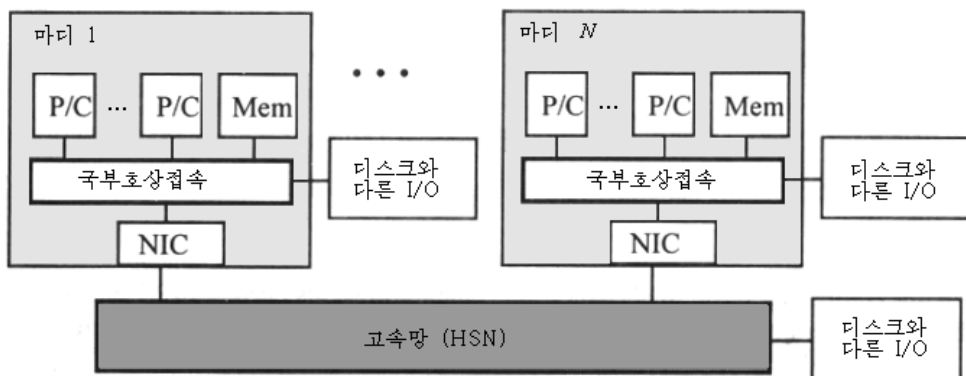 마디 1
P/C ... P/C Mem
국부호상접속
NIC
디스크와
다른 I/O
• • •
마디 N
P/C ... P/C Mem
국부호상접속
NIC
디스크와
다른 I/O
고속망 (HSN)
디스크와
다른 I/O